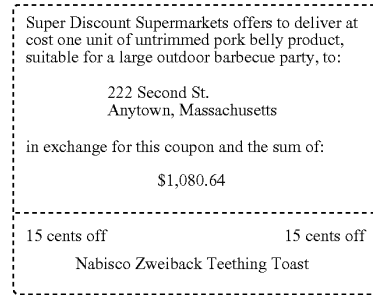 Super Discount Supermarkets offers to deliver at
cost one unit of untrimmed pork belly product,
suitable for a large outdoor barbecue party, to:
222 Second St.
Anytown, Massachusetts
in exchange for this coupon and the sum of:
$1,080.64
15 cents off 15 cents off
Nabisco Zweiback Teething Toast